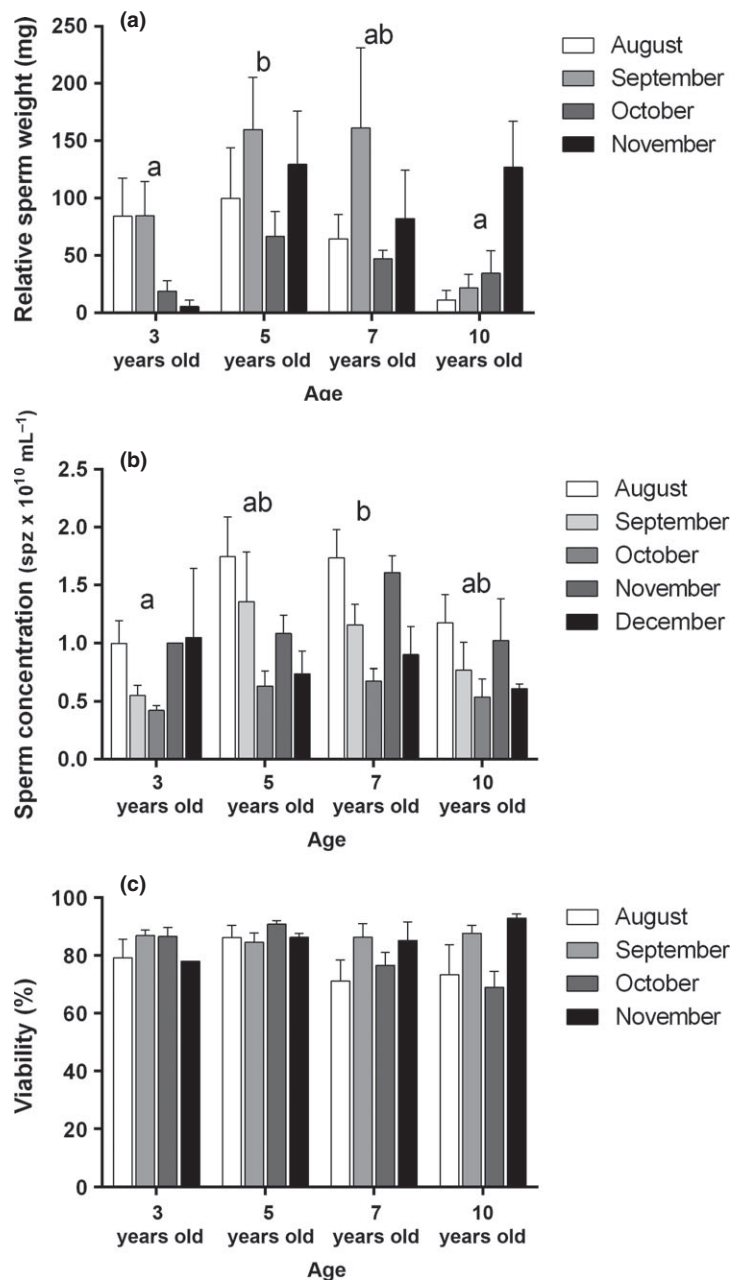 (a)
Relative sperm weight (mg)
250
200
150
100
50
0
a
b
ab
a
August
September
October
November
3
years old
5
years old
7
years old
10
years old
Age
(b)
Sperm concentration (spz x 10¹⁰ mL⁻¹)
2.5
2.0
1.5
1.0
0.5
0.0
a
ab
b
ab
August
September
October
November
December
3
years old
5
years old
7
years old
10
years old
Age
(c)
Viability (%)
100
80
60
40
20
0
August
September
October
November
3
years old
5
years old
7
years old
10
years old
Age